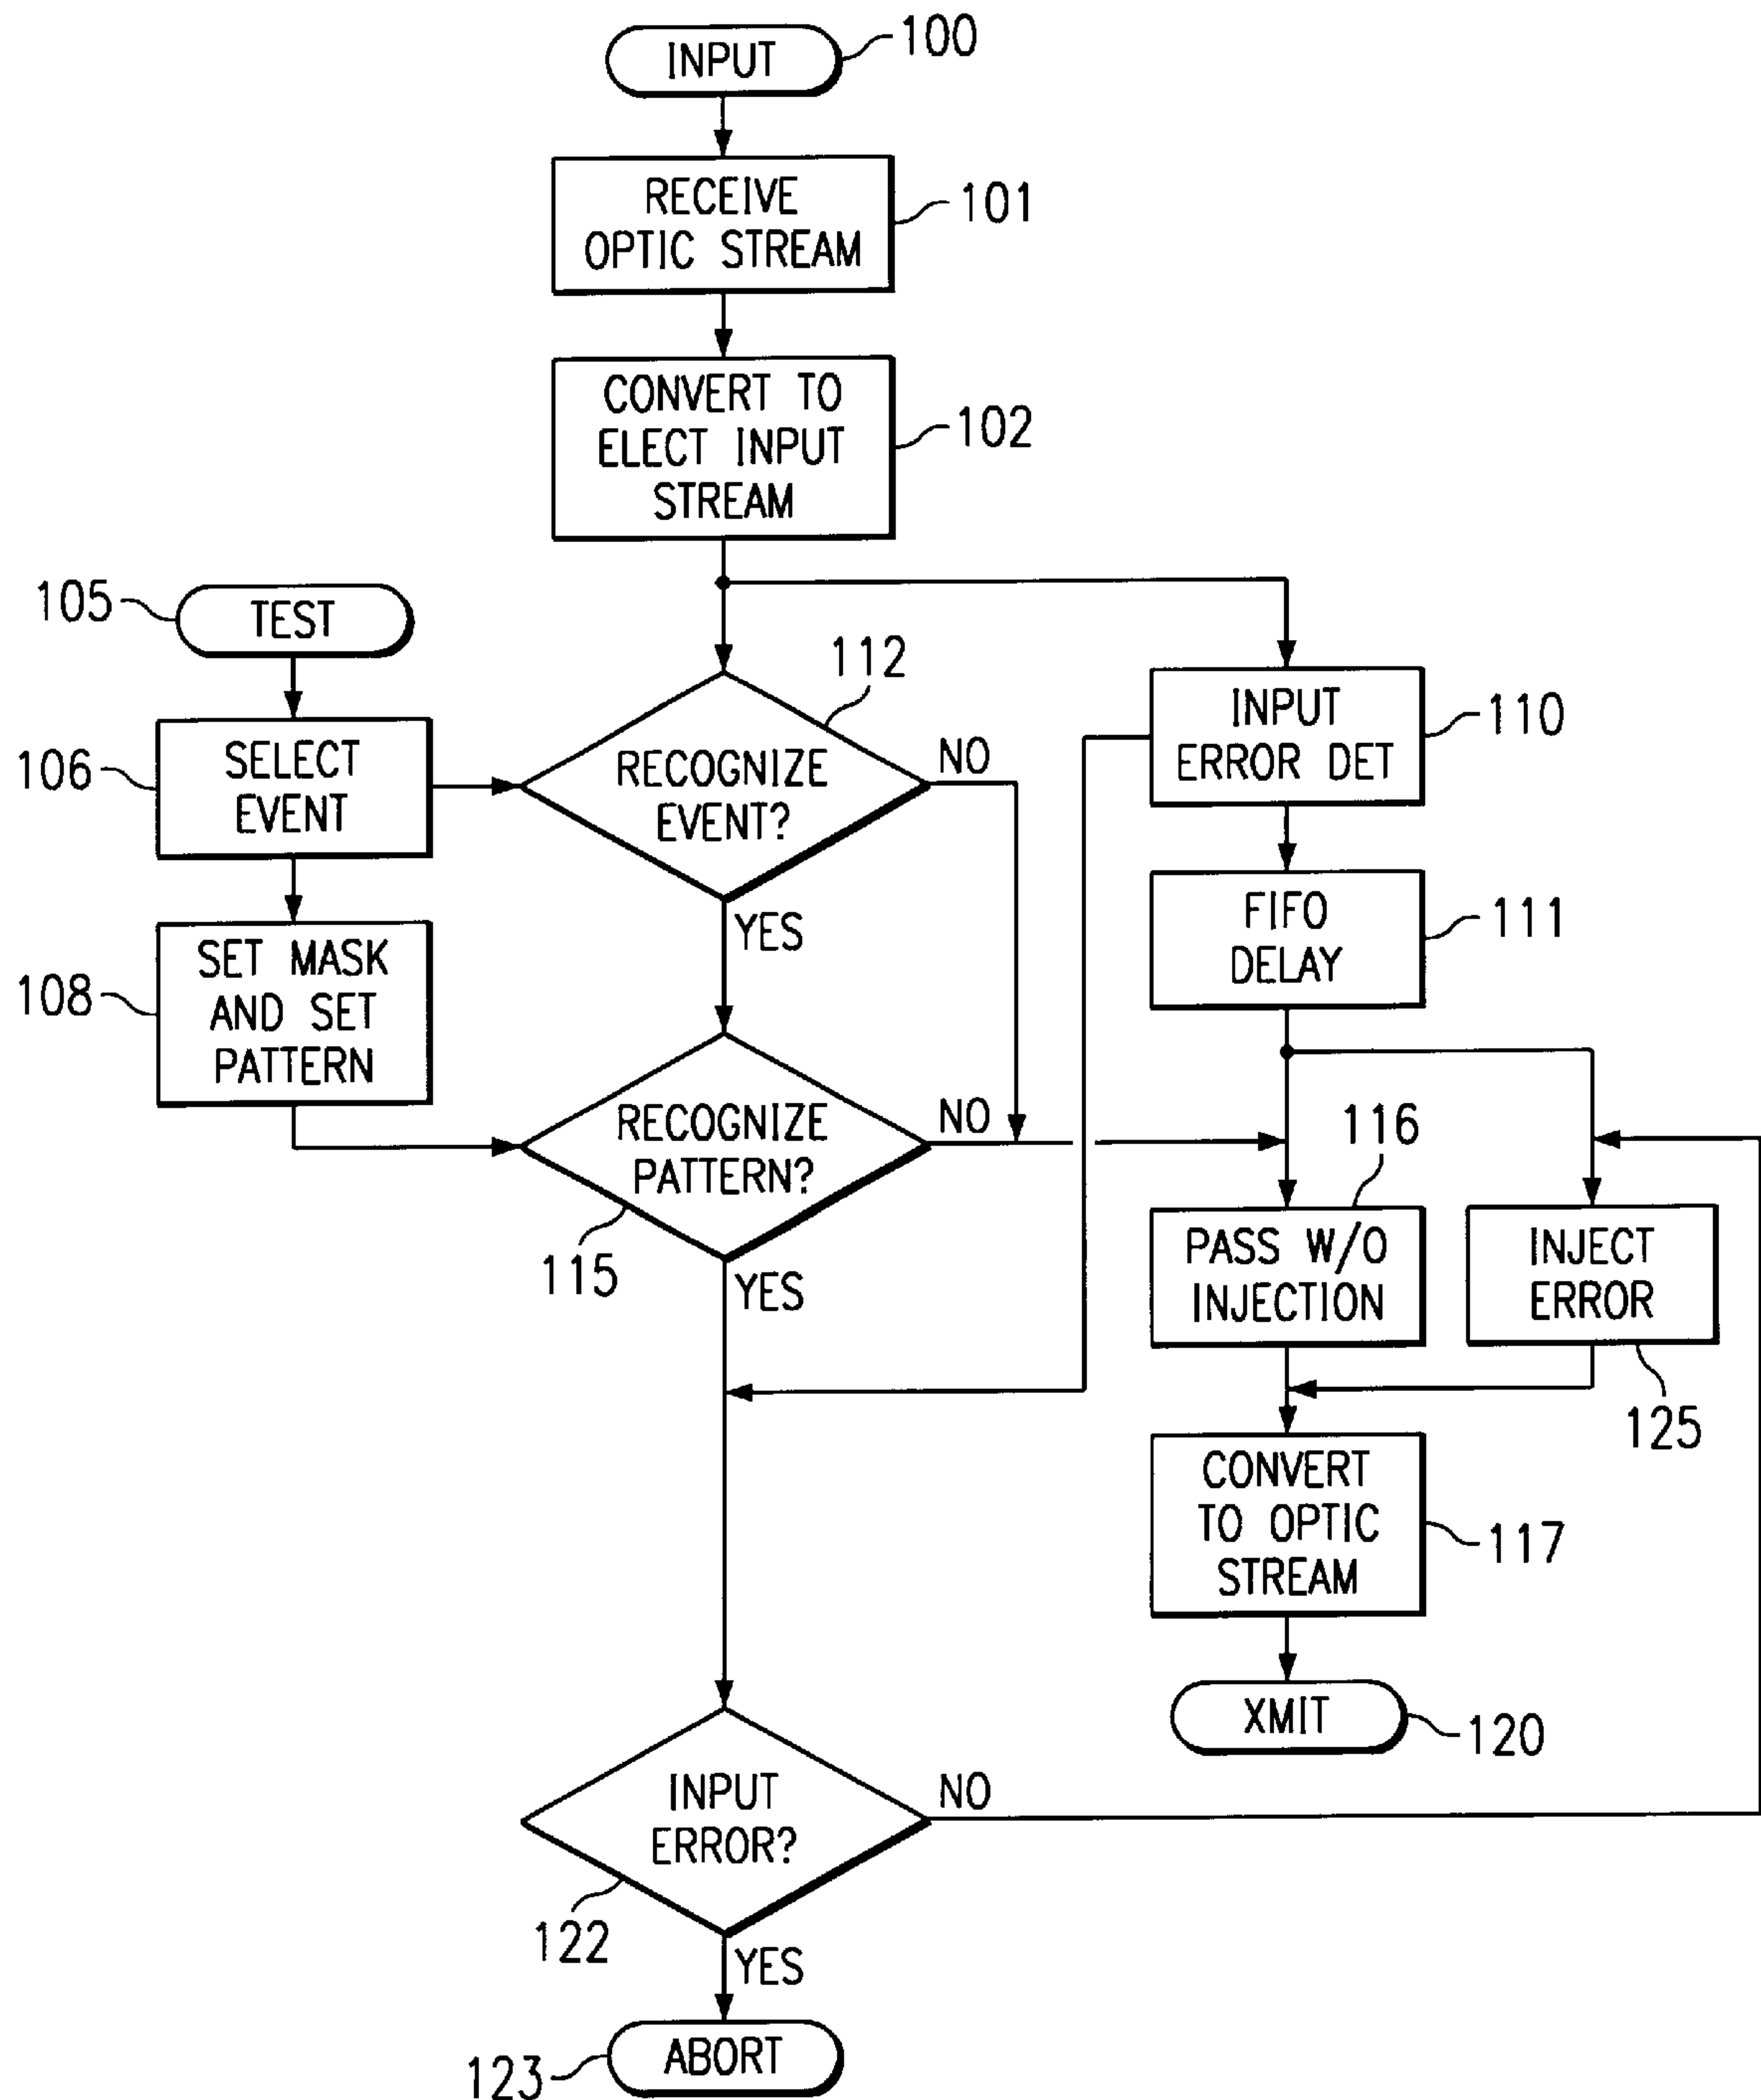 INPUT
100
RECEIVE
OPTIC STREAM
101
CONVERT TO
ELECT INPUT
STREAM
102
105
TEST
112
106
SELECT
EVENT
RECOGNIZE
EVENT?
NO
YES
INPUT
ERROR DET
110
FIFO
DELAY
111
108
SET MASK
AND SET
PATTERN
RECOGNIZE
PATTERN?
NO
115
YES
116
PASS W/O
INJECTION
INJECT
ERROR
125
CONVERT
TO OPTIC
STREAM
117
XMIT
120
INPUT
ERROR?
NO
122
YES
123
ABORT